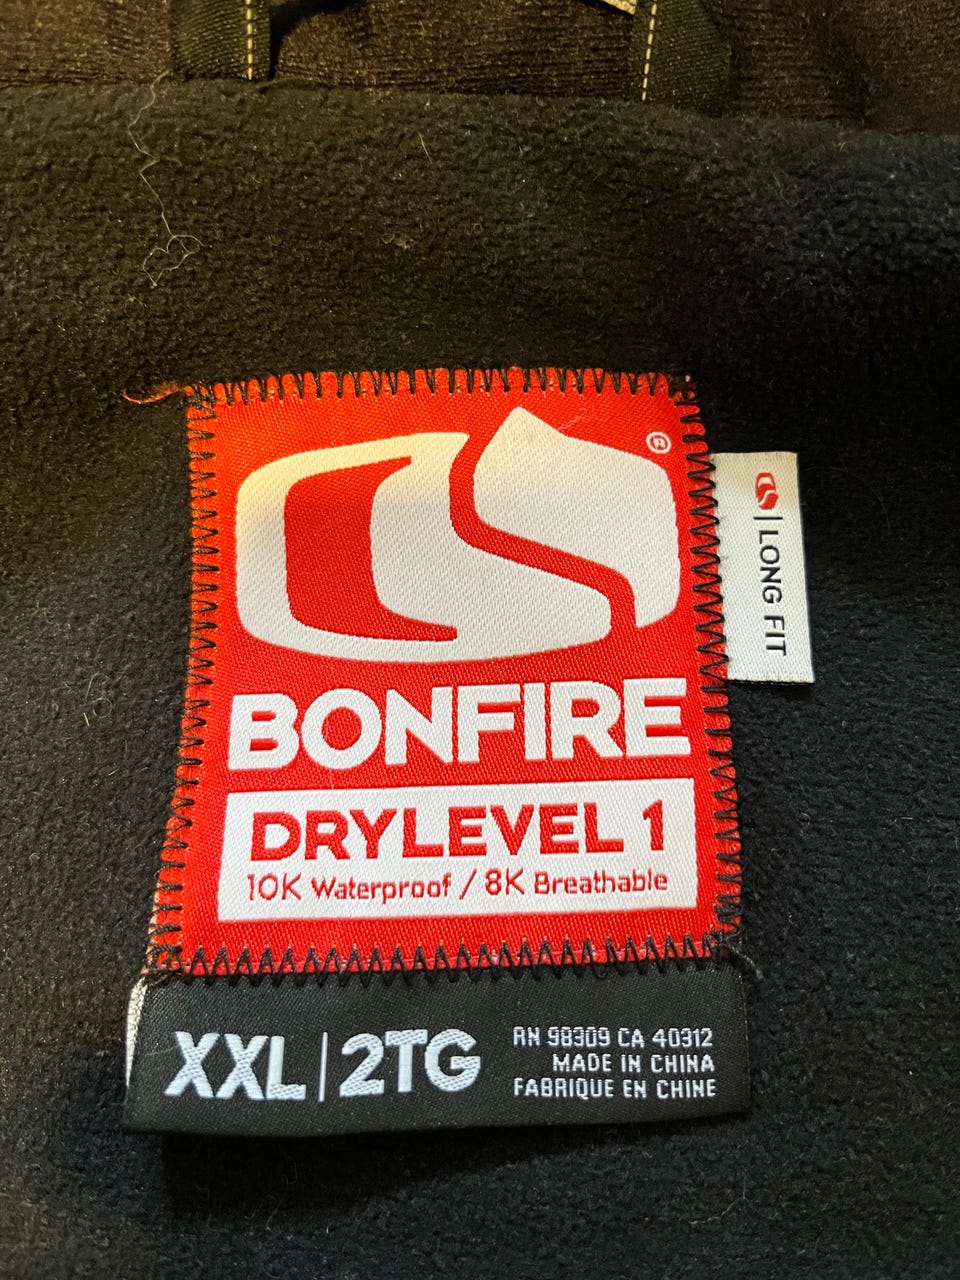 ®
| LONG FIT
BONFIRE
DRYLEVEL 1
10K Waterproof / 8K Breathable
XXL | 2TG
RN 98309 CA 40312
MADE IN CHINA
FABRIQUE EN CHINE